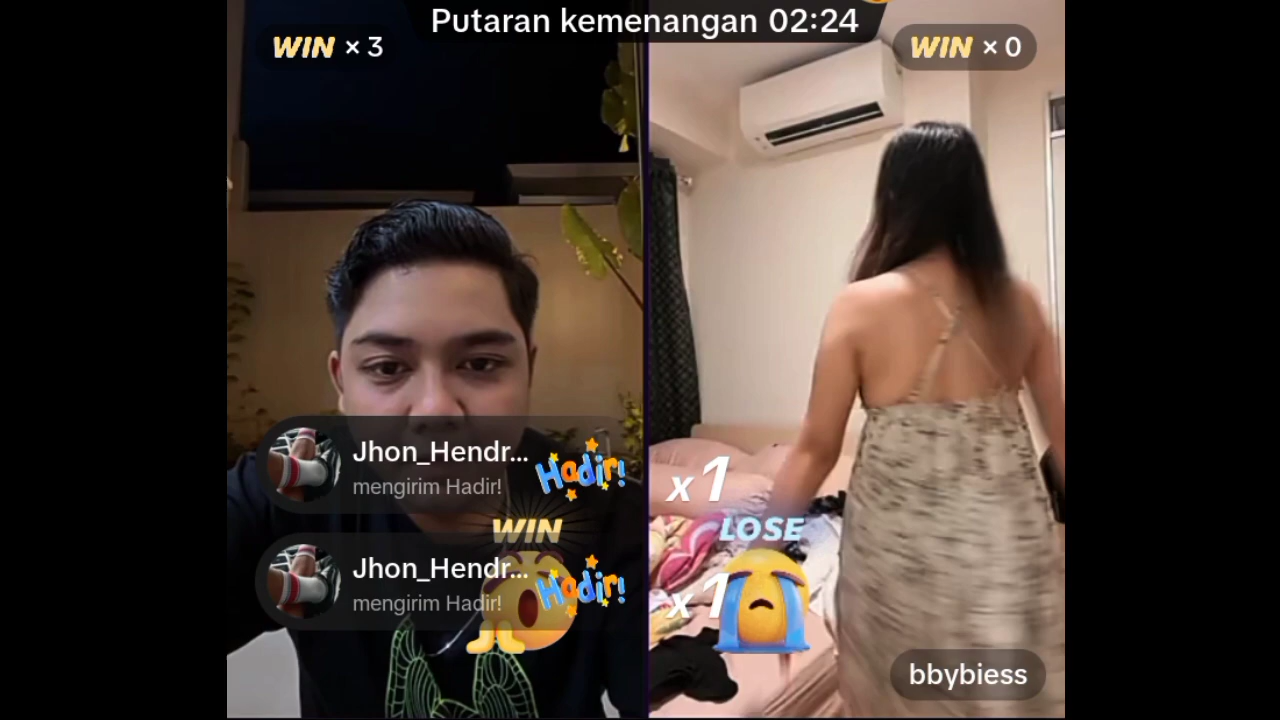 Putaran kemenangan 02:24
WIN × 3
WIN × 0
Jhon_Hendr...
mengirim Hadir!
Hadir!
x1
WIN
LOSE
Jhon_Hendr...
mengirim Hadir!
Hadir!
x1
bbybiess